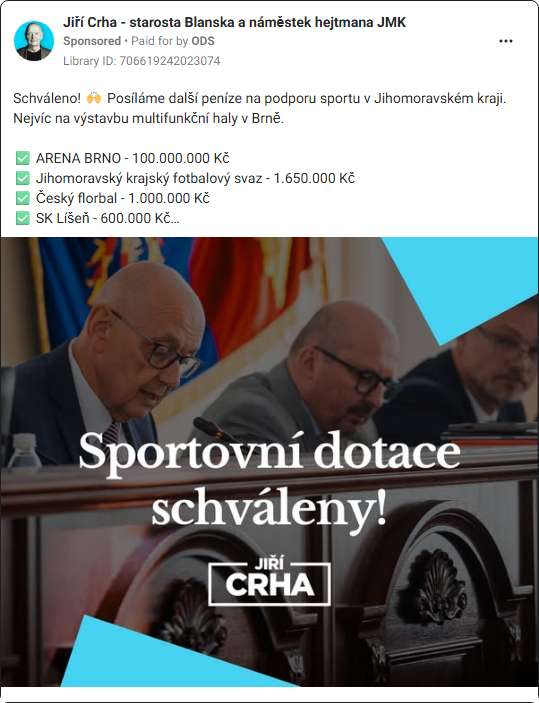 Jiří Crha - starosta Blanska a náměstek hejtmana JMK
Sponsored • Paid for by ODS
Library ID: 706619242023074
Schváleno! 🙌 Posíláme další peníze na podporu sportu v Jihomoravském kraji.
Nejvíc na výstavbu multifunkční haly v Brně.
✅ ARENA BRNO - 100.000.000 Kč
✅ Jihomoravský krajský fotbalový svaz - 1.650.000 Kč
✅ Český florbal - 1.000.000 Kč
✅ SK Líšeň - 600.000 Kč…
Sportovní dotace
schváleny!
JIŘÍ
CRHA